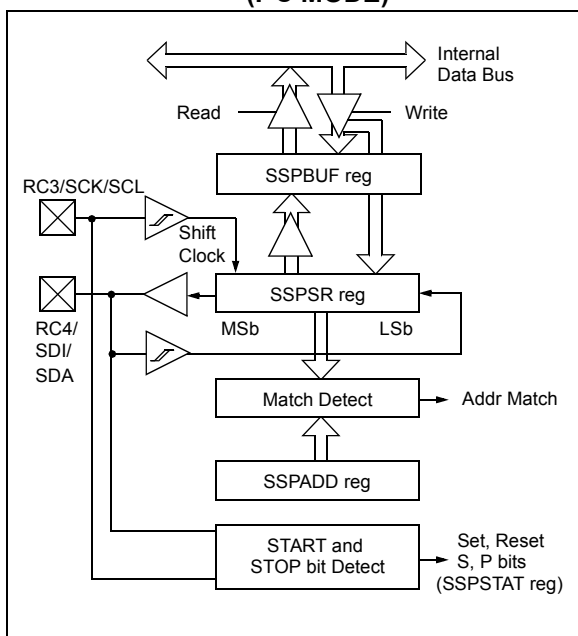 Internal
Data Bus
Read
Write
SSPBUF reg
RC3/SCK/SCL
Shift
Clock
SSPSR reg
MSb
LSb
RC4/
SDI/
SDA
Match Detect
Addr Match
SSPADD reg
START and
STOP bit Detect
Set, Reset
S, P bits
(SSPSTAT reg)